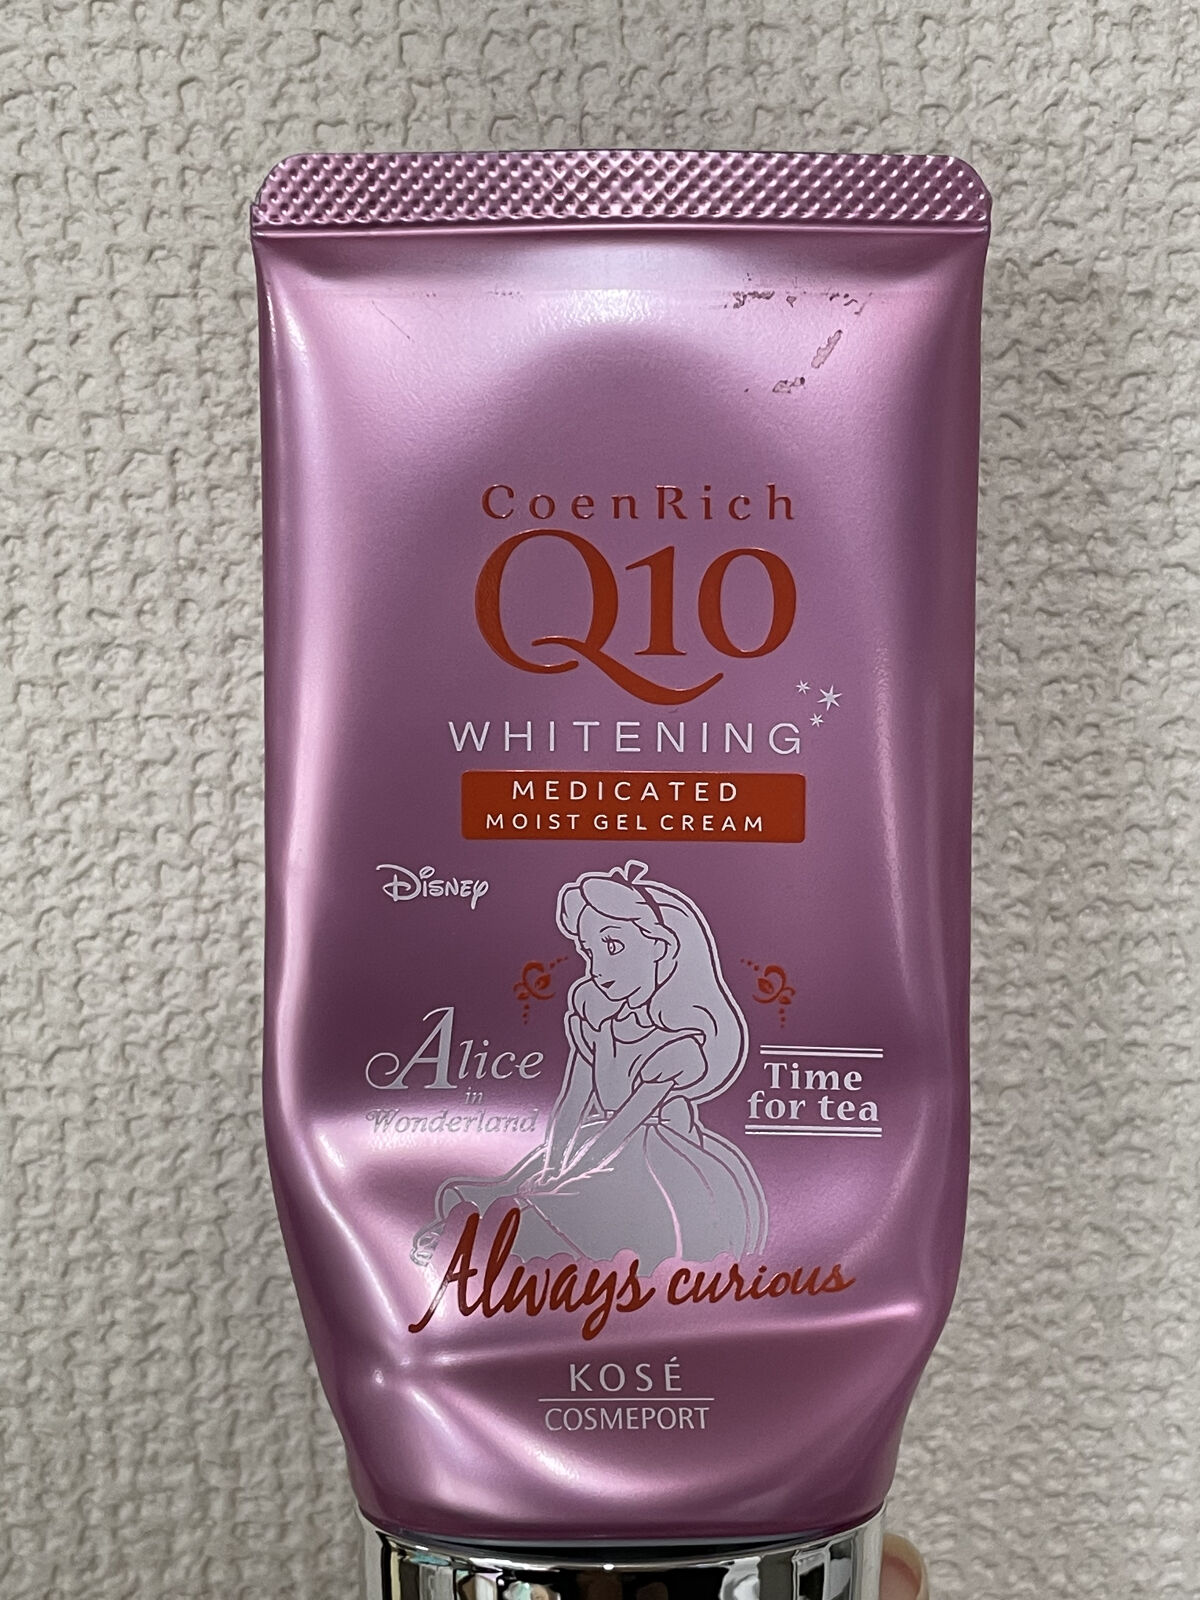 CoenRich
Q10
WHITENING
MEDICATED
MOIST GEL CREAM
Disney
Alice
in
Wonderland
Time
for tea
Always curious
KOSÉ
COSMEPORT